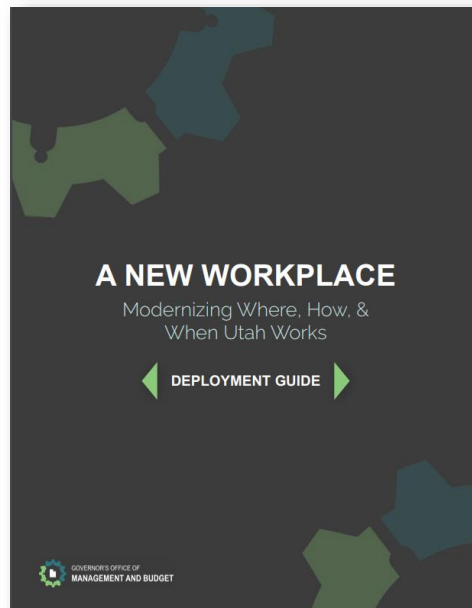 A NEW WORKPLACE
Modernizing Where, How, &
When Utah Works
DEPLOYMENT GUIDE
GOVERNOR'S OFFICE OF
MANAGEMENT AND BUDGET